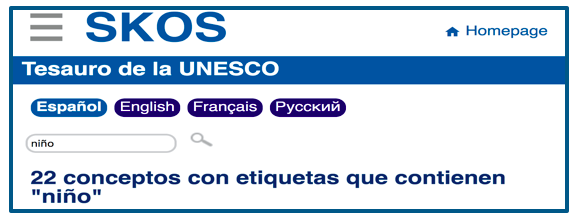 SKOS
Homepage
Tesauro de la UNESCO
Español English Français Русский
niño
22 conceptos con etiquetas que contienen
"niño"